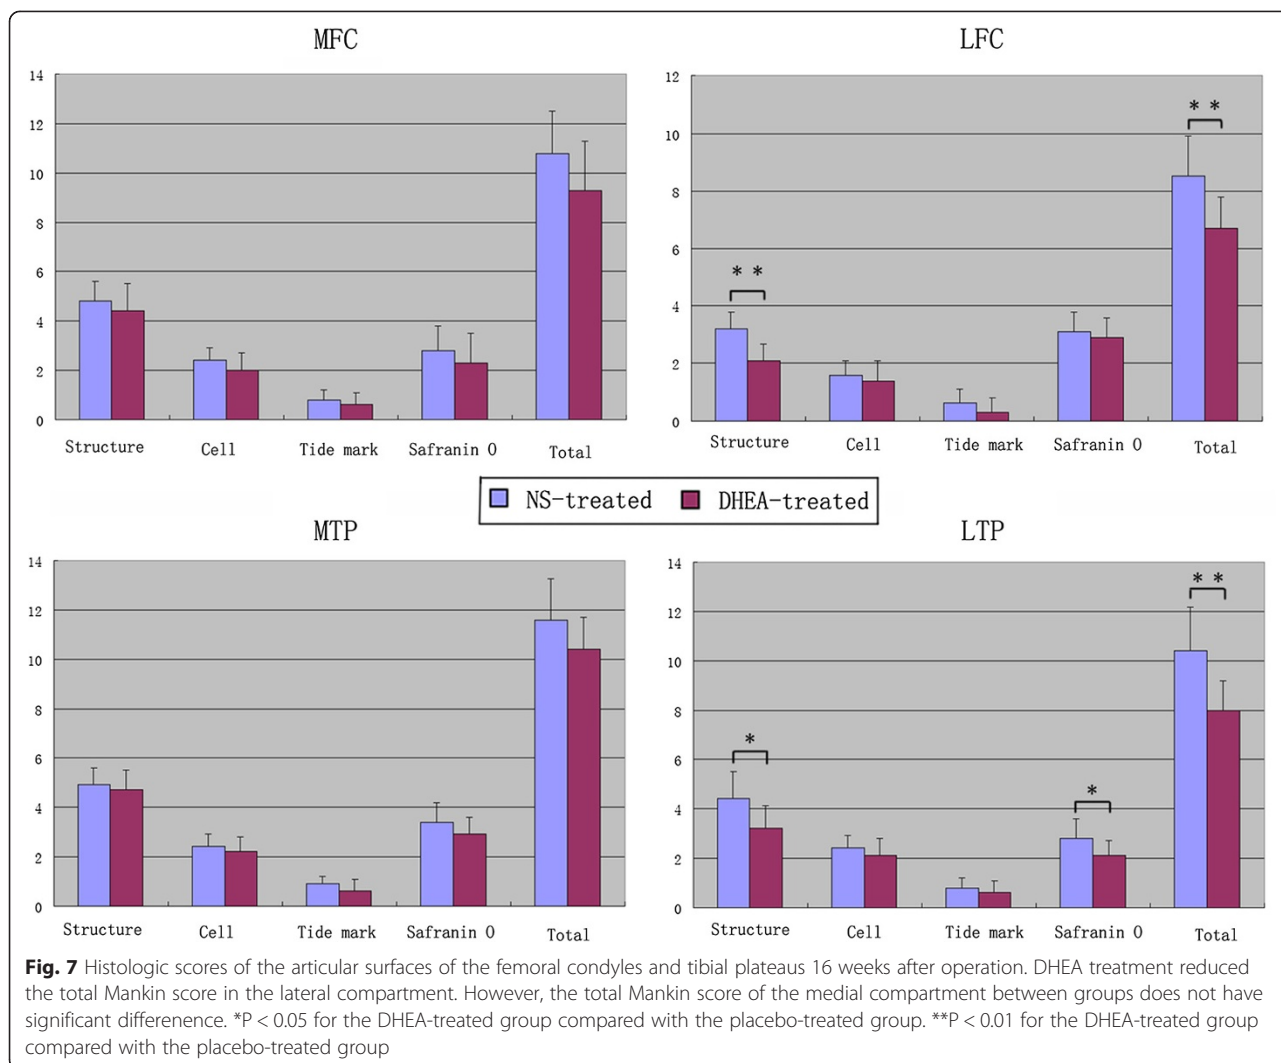 MFC
14
12
10
8
6
4
2
0
Structure Cell Tide mark Safranin O Total
LFC
12
10
8
6
4
2
0
* *
* *
Structure Cell Tide mark Safranin O Total
NS-treated DHEA-treated
MTP
14
12
10
8
6
4
2
0
Structure Cell Tide mark Safranin O Total
LTP
14
12
10
8
6
4
2
0
*
*
* *
Structure Cell Tide mark Safranin O Total
Fig. 7 Histologic scores of the articular surfaces of the femoral condyles and tibial plateaus 16 weeks after operation. DHEA treatment reduced
the total Mankin score in the lateral compartment. However, the total Mankin score of the medial compartment between groups does not have
significant differenence. *P < 0.05 for the DHEA-treated group compared with the placebo-treated group. **P < 0.01 for the DHEA-treated group
compared with the placebo-treated group